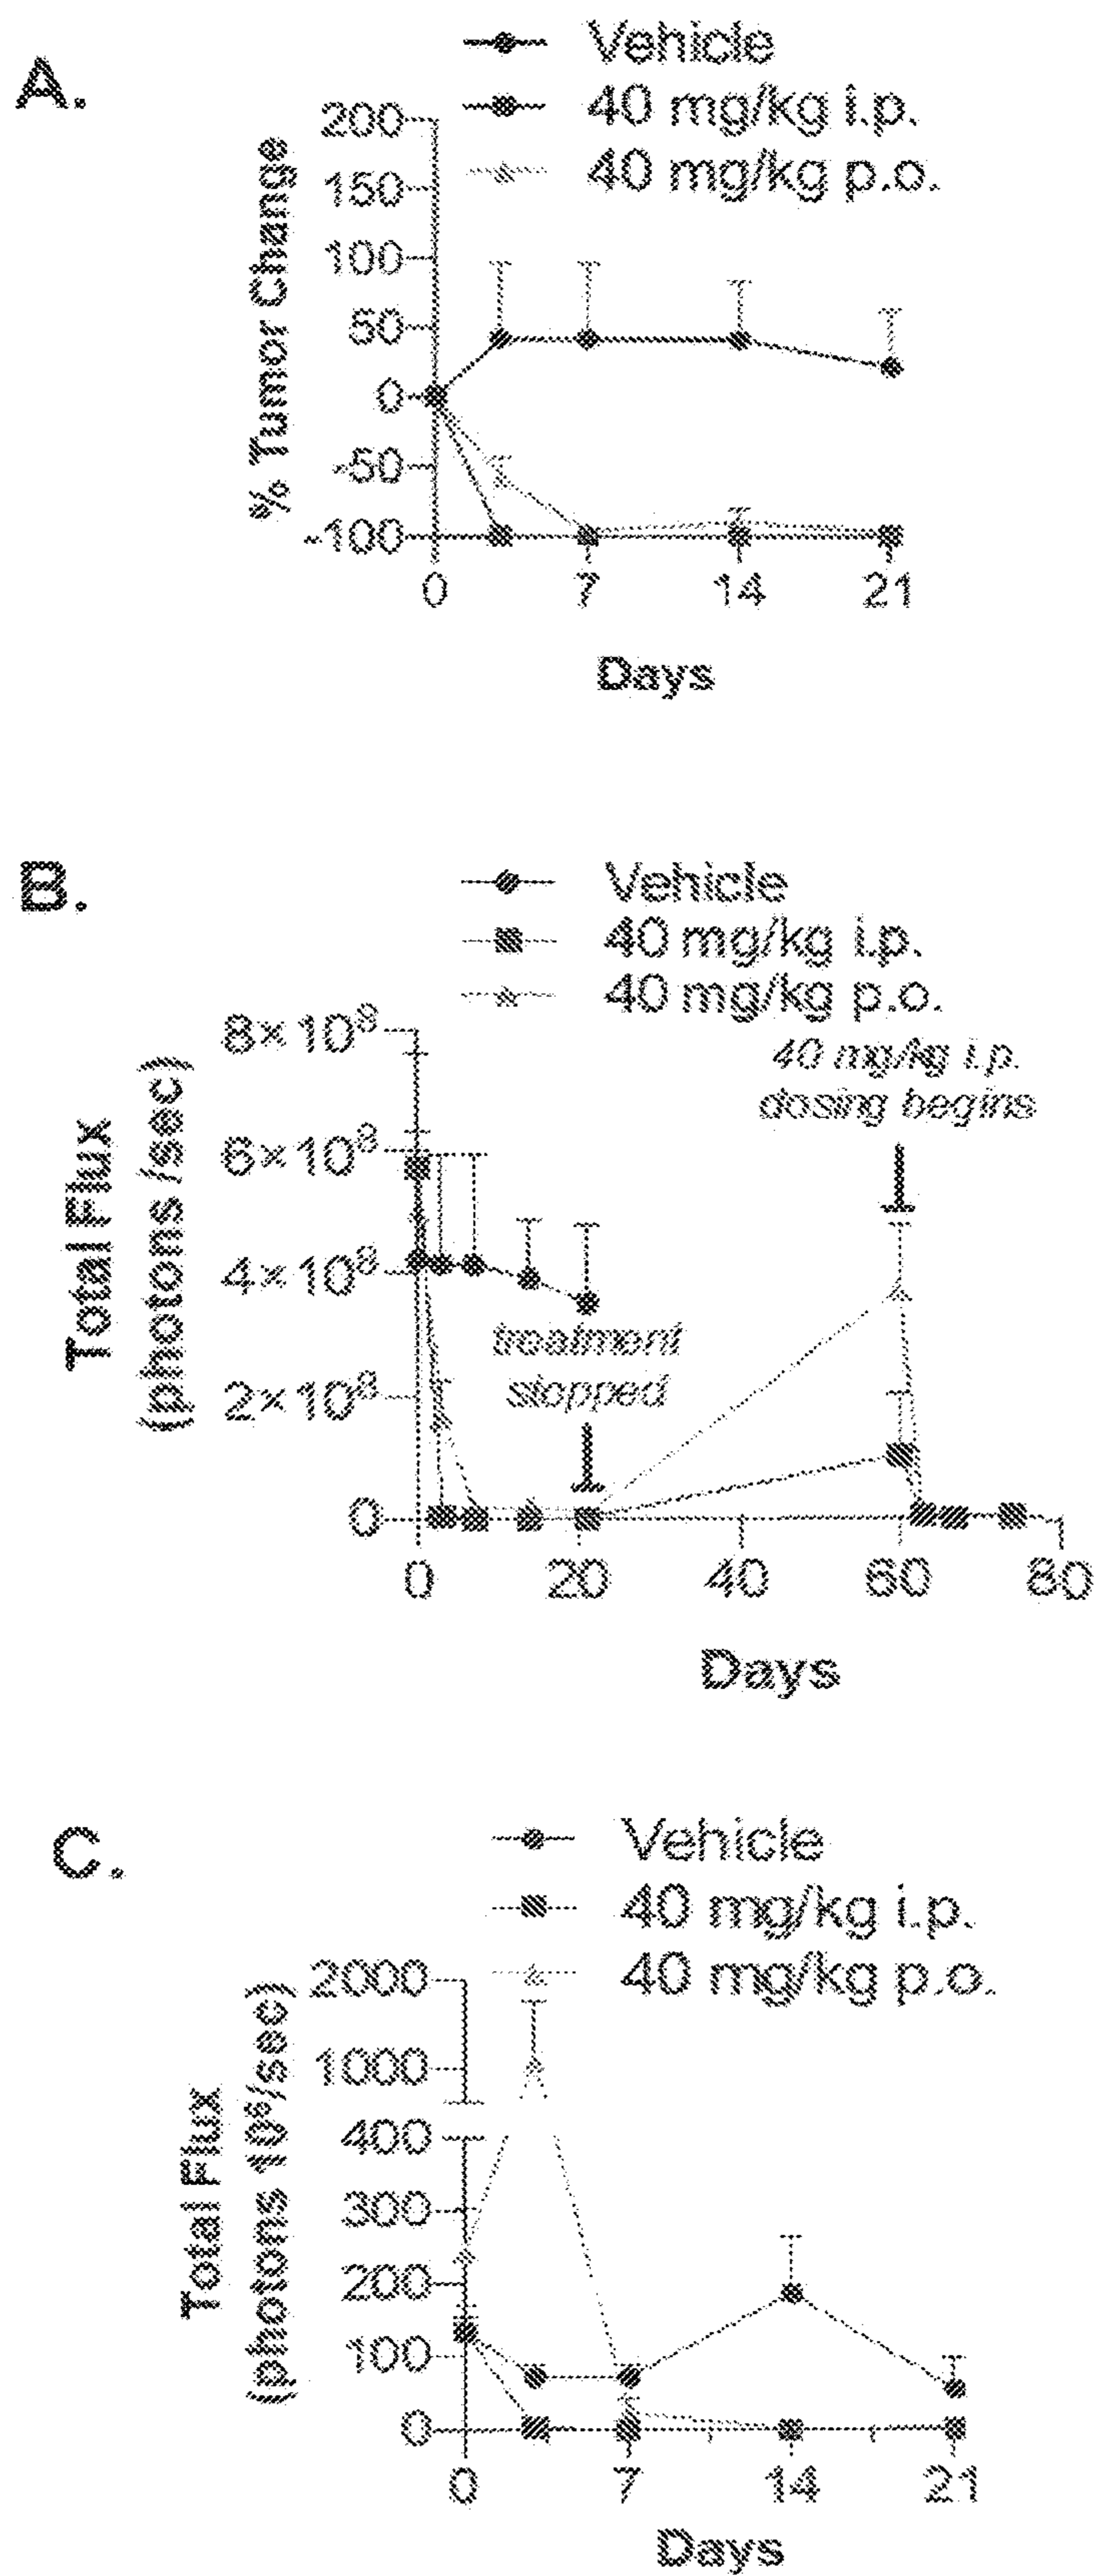 A.
Vehicle
40 mg/kg i.p.
40 mg/kg p.o.
200
150
100
50
0
-50
-100
% Tumor Change
0 7 14 21
Days
B.
Vehicle
40 mg/kg i.p.
40 mg/kg p.o.
40 mg/kg i.p.
dosing begins
8×10⁸
6×10⁸
4×10⁸
2×10⁸
0
Total Flux
(photons /sec)
treatment
stopped
0 20 40 60 80
Days
C.
Vehicle
40 mg/kg i.p.
40 mg/kg p.o.
2000
1000
400
300
200
100
0
Total Flux
(photons 10⁶/sec)
0 7 14 21
Days